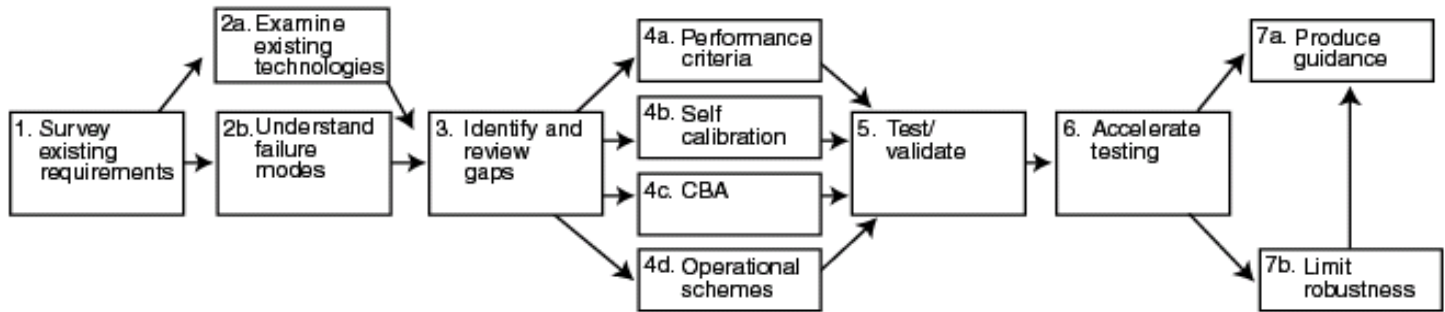 1. Survey
existing
requirements
2a. Examine
existing
technologies
2b. Understand
failure
modes
3. Identify and
review
gaps
4a. Performance
criteria
4b. Self
calibration
4c. CBA
4d. Operational
schemes
5. Test/
validate
6. Accelerate
testing
7a. Produce
guidance
7b. Limit
robustness